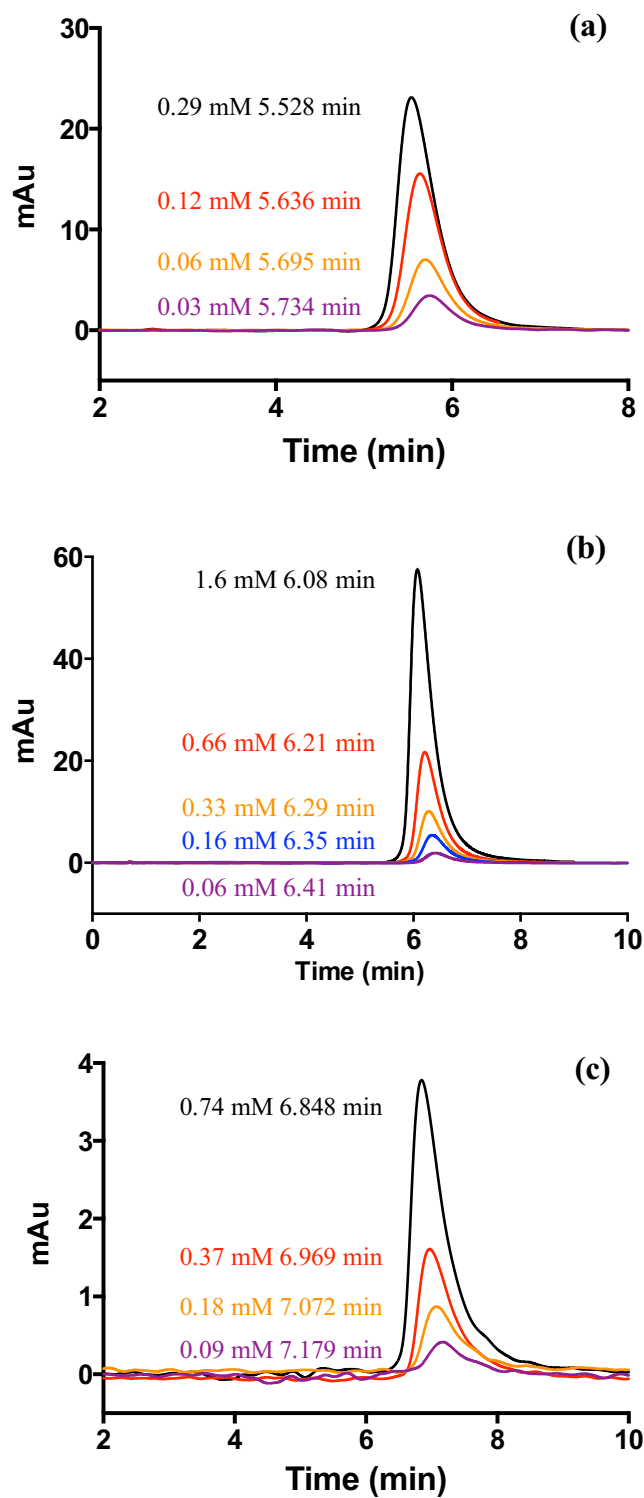 (a)
30
20
10
0
mAu
0.29 mM 5.528 min
0.12 mM 5.636 min
0.06 mM 5.695 min
0.03 mM 5.734 min
2 4 6 8
Time (min)
(b)
60
40
20
0
mAu
1.6 mM 6.08 min
0.66 mM 6.21 min
0.33 mM 6.29 min
0.16 mM 6.35 min
0.06 mM 6.41 min
0 2 4 6 8 10
Time (min)
(c)
4
3
2
1
0
mAu
0.74 mM 6.848 min
0.37 mM 6.969 min
0.18 mM 7.072 min
0.09 mM 7.179 min
2 4 6 8 10
Time (min)